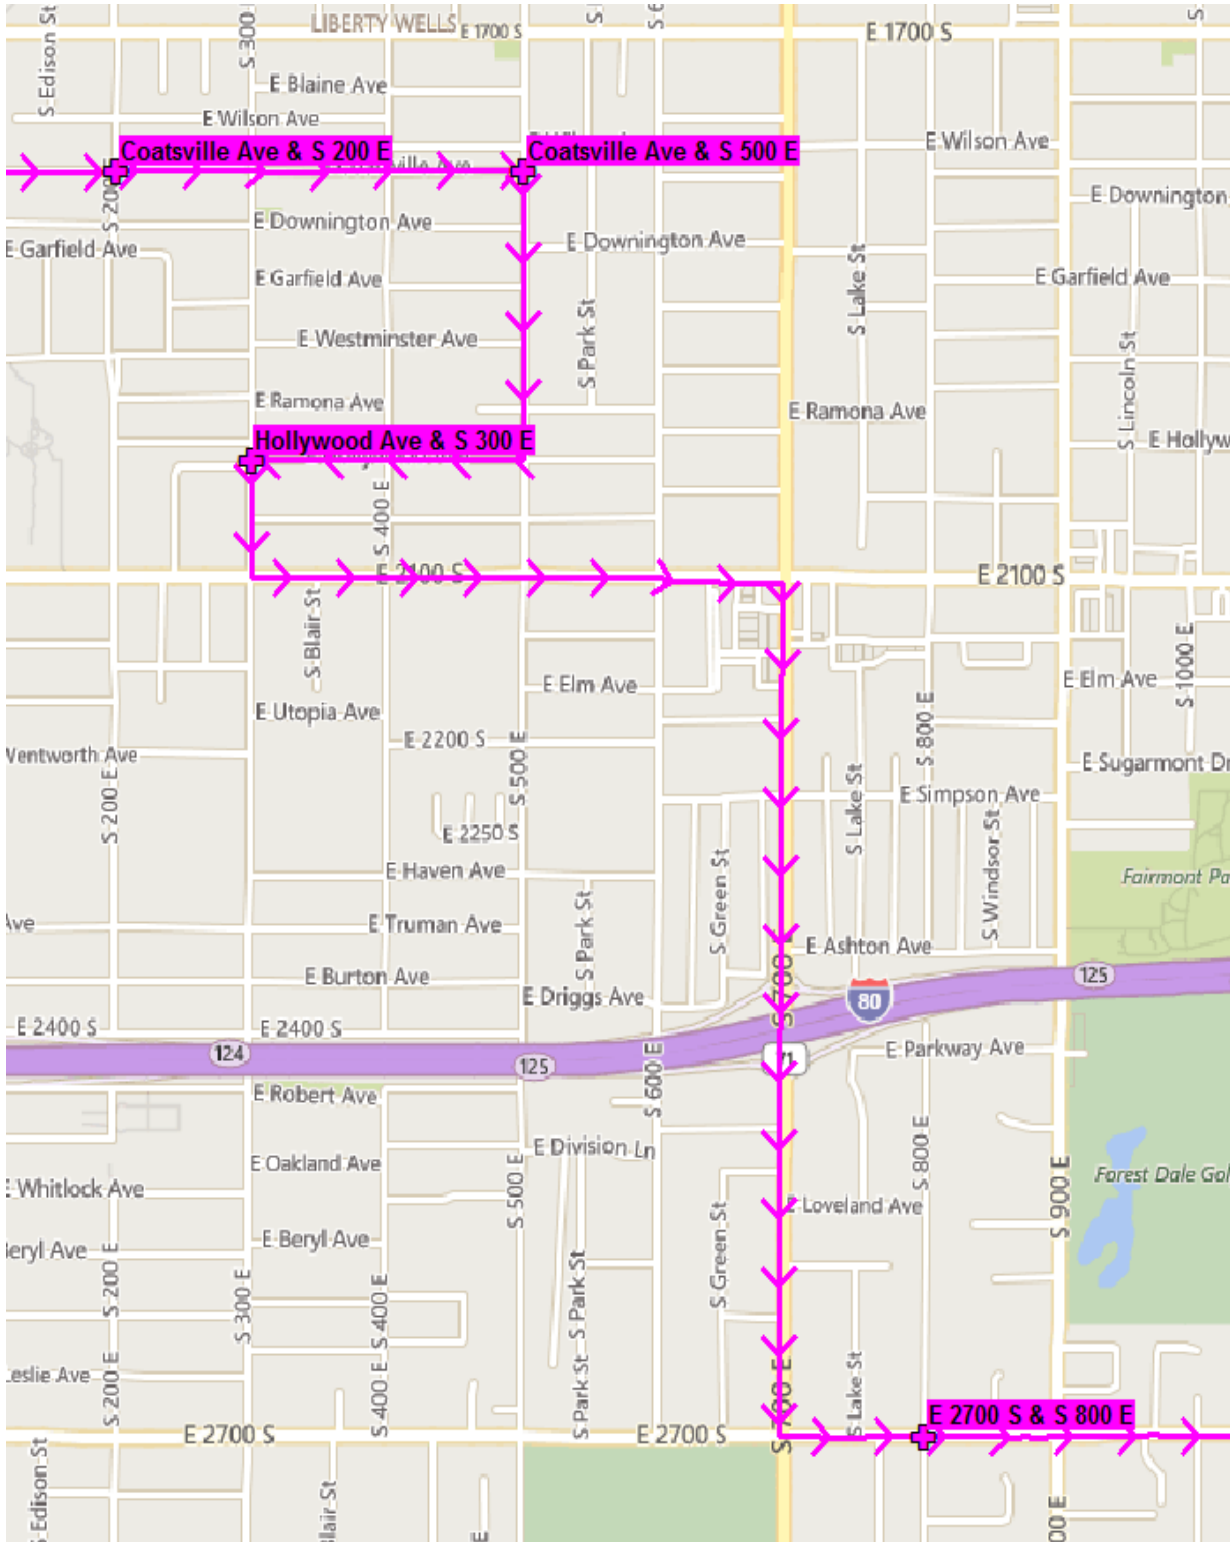 S Edison St
S 300
LIBERTY WELLS
E 1700 S
S 6
E 1700 S
E Blaine Ave
E Wilson Ave
E Wilson Ave
Coatsville Ave & S 200 E
Coatsville Ave & S 500 E
S 200
E Downington Ave
E Downington Ave
E Downington
E Garfield Ave
E Garfield Ave
E Garfield Ave
S Lake St
S Park St
E Westminster Ave
S Lincoln St
E Ramona Ave
E Ramona Ave
Hollywood Ave & S 300 E
E Hollyw
S 400 E
E 2100 S
E 2100 S
S Blair St
S 1000 E
E Elm Ave
E Elm Ave
E Utopia Ave
S 800 E
E 2200 S
Wentworth Ave
S 500 E
E Sugarmont Dr
S 200 E
S Lake St
E Simpson Ave
E 2250 S
S Windsor St
E Haven Ave
Fairmont Pa
S Green St
Ave
E Truman Ave
S Park St
E Ashton Ave
E Burton Ave
S 700 E
125
E Driggs Ave
80
E 2400 S
E 2400 S
124
125
71
E Parkway Ave
S 600 E
E Robert Ave
E Division Ln
S 800 E
E Oakland Ave
Forest Dale Gol
E Whitlock Ave
S 500 E
S 900 E
E Loveland Ave
S Green St
E Beryl Ave
Beryl Ave
S 200 E
S 300 E
S 400 E
S Park St
Leslie Ave
S 200 E
S 400 E
S Park St
S Lake St
S 700 E
E 2700 S & S 800 E
E 2700 S
E 2700 S
S Edison St
Blair St
E
00 E